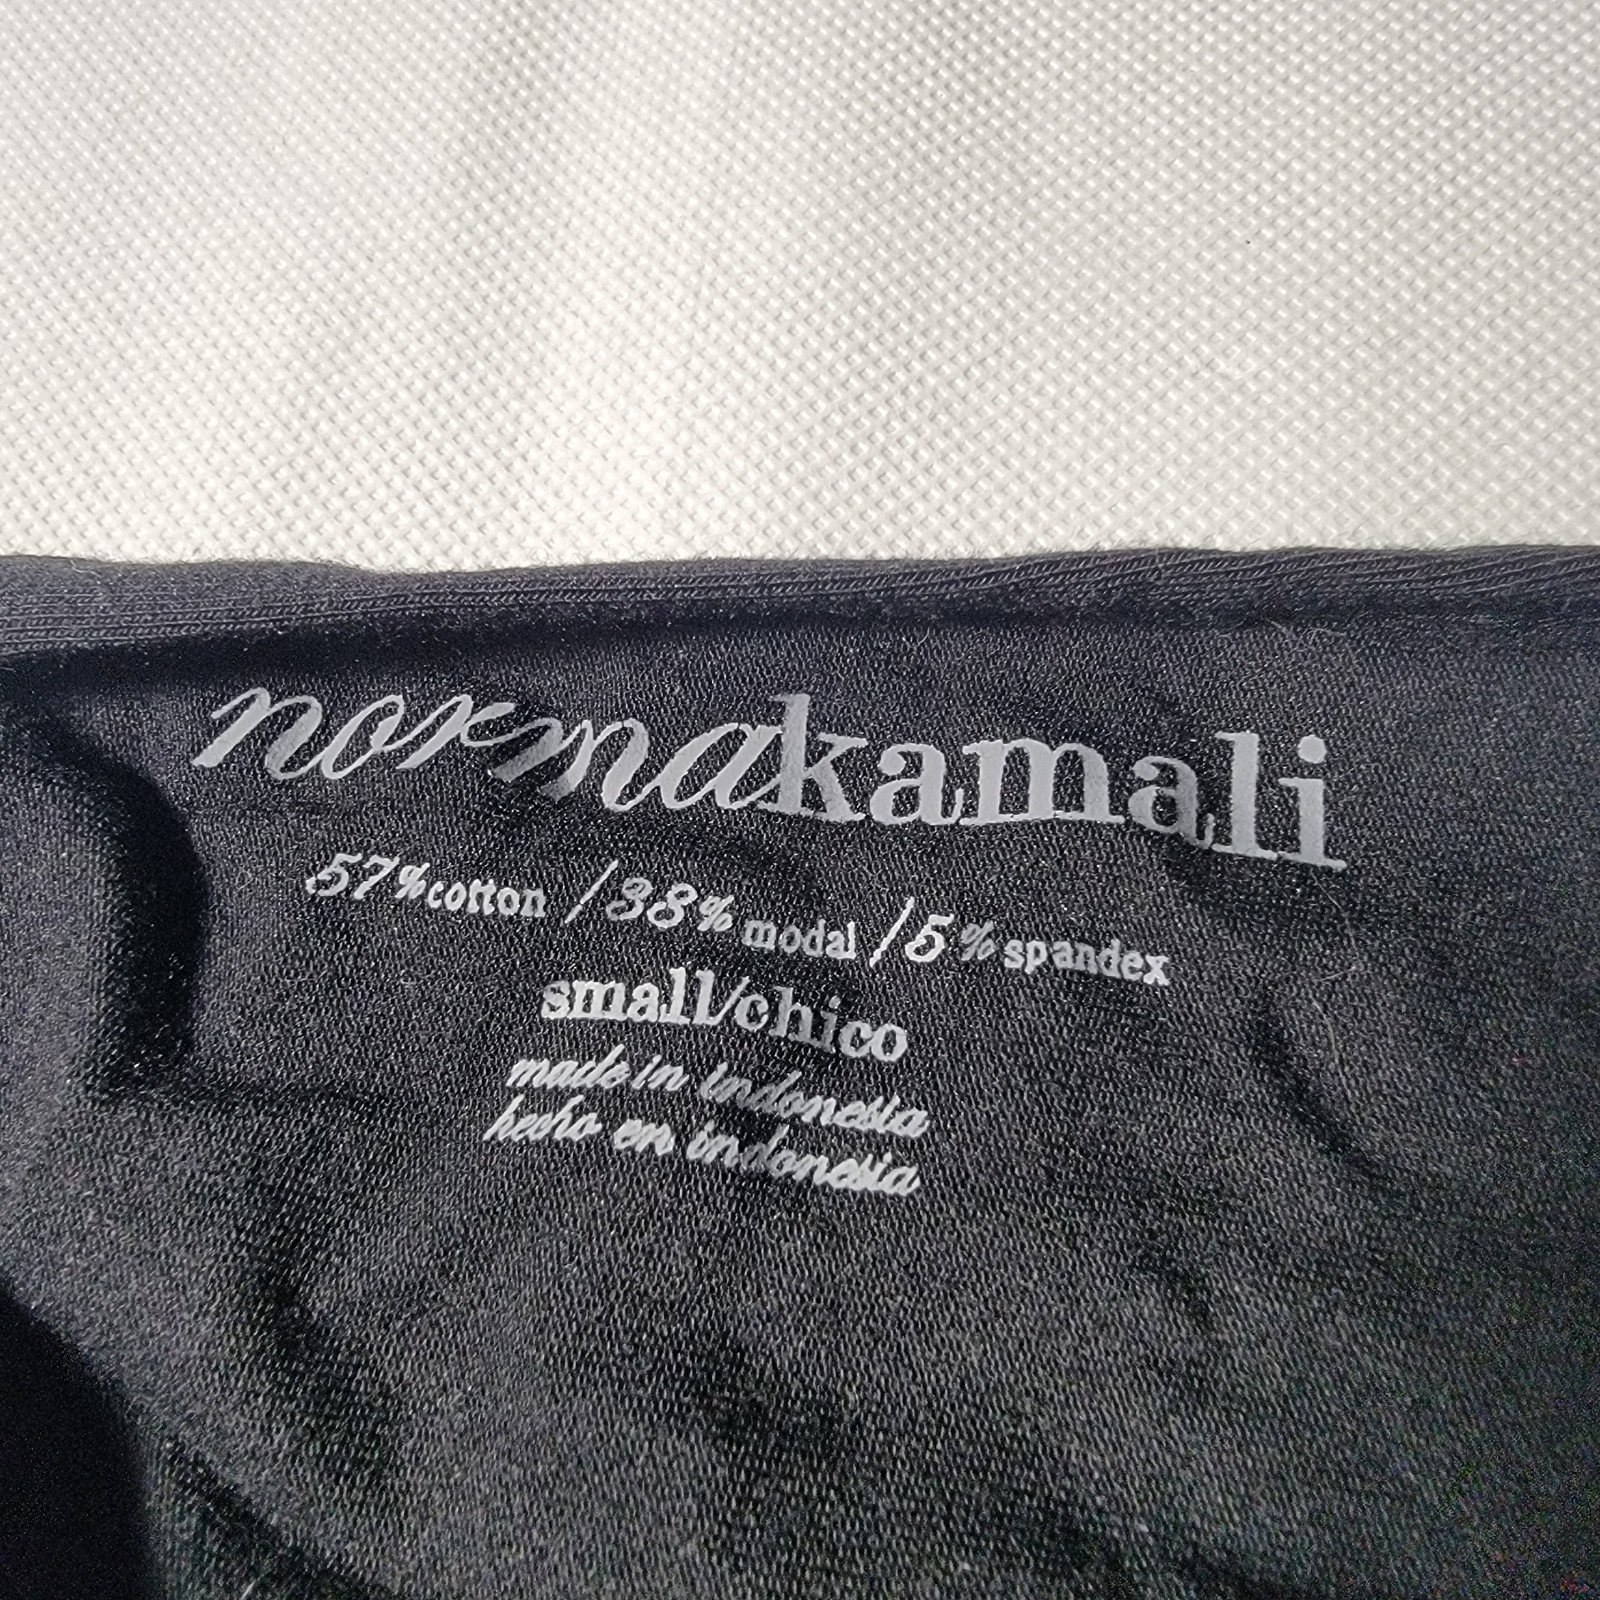 normakamali
57% cotton / 38% modal / 5% spandex
small/chico
made in indonesia
hecho en indonesia